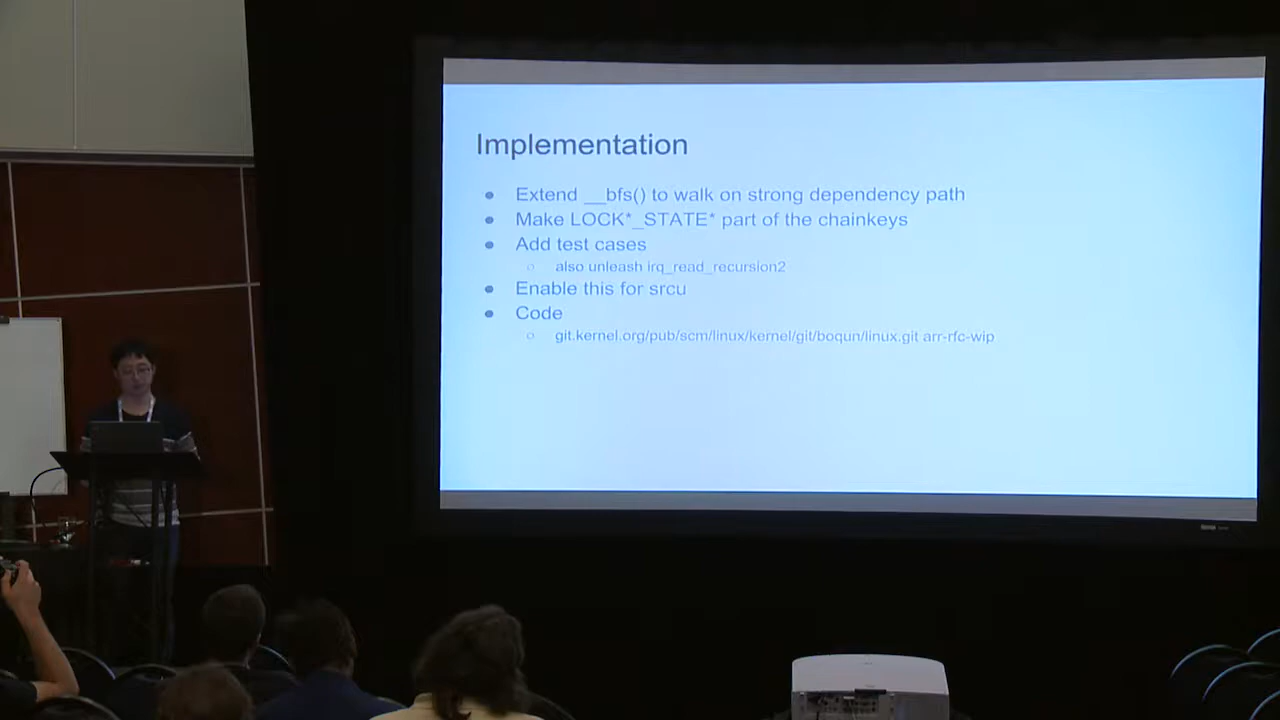 Implementation
● Extend __bfs() to walk on strong dependency path
● Make LOCK*_STATE* part of the chainkeys
● Add test cases
○ also unleash irq_read_recursion2
● Enable this for srcu
● Code
○ git.kernel.org/pub/scm/linux/kernel/git/boqun/linux.git arr-rfc-wip